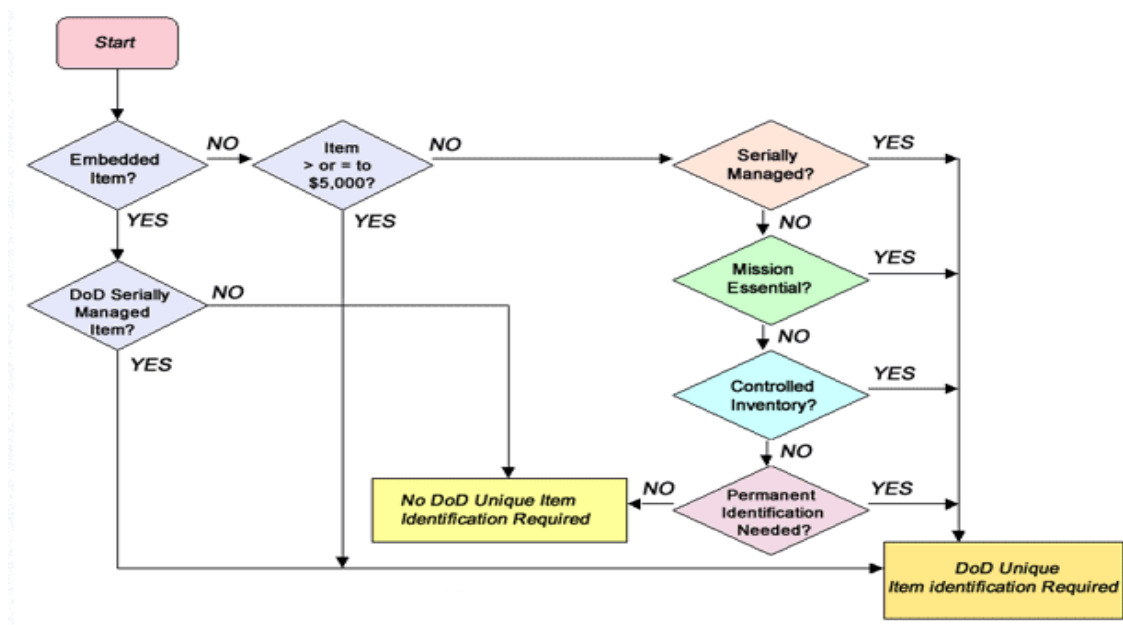 Start
Embedded
Item?
NO
Item
> or = to
$5,000?
NO
Serially
Managed?
YES
YES
YES
NO
DoD Serially
Managed
Item?
NO
Mission
Essential?
YES
YES
NO
Controlled
Inventory?
YES
NO
No DoD Unique Item
Identification Required
NO
Permanent
Identification
Needed?
YES
DoD Unique
Item identification Required